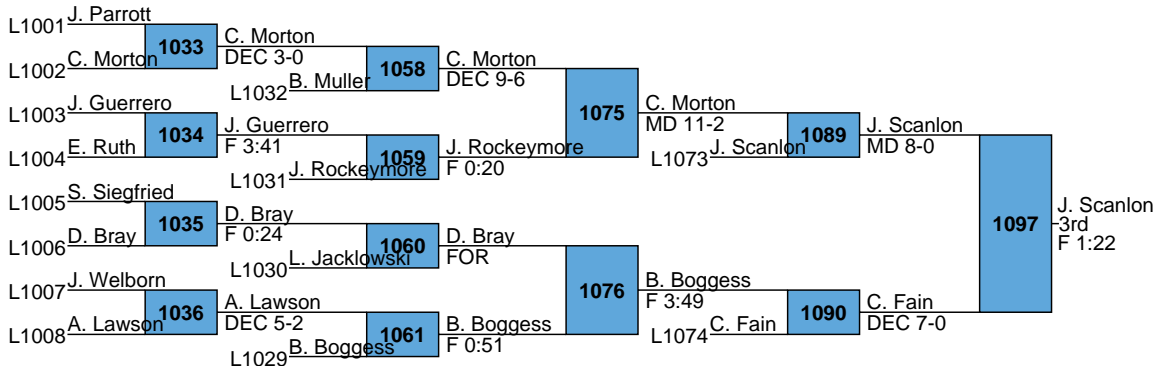 L1001 J. Parrott
1033
L1002 C. Morton
C. Morton
DEC 3-0
1058
L1032 B. Muller
C. Morton
DEC 9-6
L1003 J. Guerrero
1034
L1004 E. Ruth
J. Guerrero
F 3:41
1059
L1031 J. Rockeymore
J. Rockeymore
F 0:20
1075
C. Morton
MD 11-2
1089
L1073 J. Scanlon
J. Scanlon
MD 8-0
L1005 S. Siegfried
1035
L1006 D. Bray
D. Bray
F 0:24
1060
L1030 L. Jacklowski
D. Bray
FOR
L1007 J. Welborn
1036
L1008 A. Lawson
A. Lawson
DEC 5-2
1061
L1029 B. Boggess
B. Boggess
F 0:51
1076
B. Boggess
F 3:49
1090
L1074 C. Fain
C. Fain
DEC 7-0
1097
J. Scanlon
3rd
F 1:22